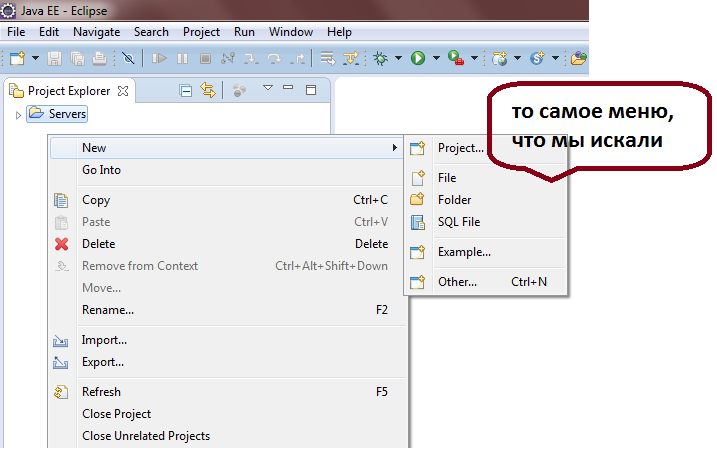 Java EE - Eclipse
File Edit Navigate Search Project Run Window Help
Project Explorer
Servers
то самое меню,
что мы искали
New
Go Into
Copy Ctrl+C
Paste Ctrl+V
Delete Delete
Remove from Context Ctrl+Alt+Shift+Down
Move...
Rename... F2
Import...
Export...
Refresh F5
Close Project
Close Unrelated Projects
Project...
File
Folder
SQL File
Example...
Other... Ctrl+N